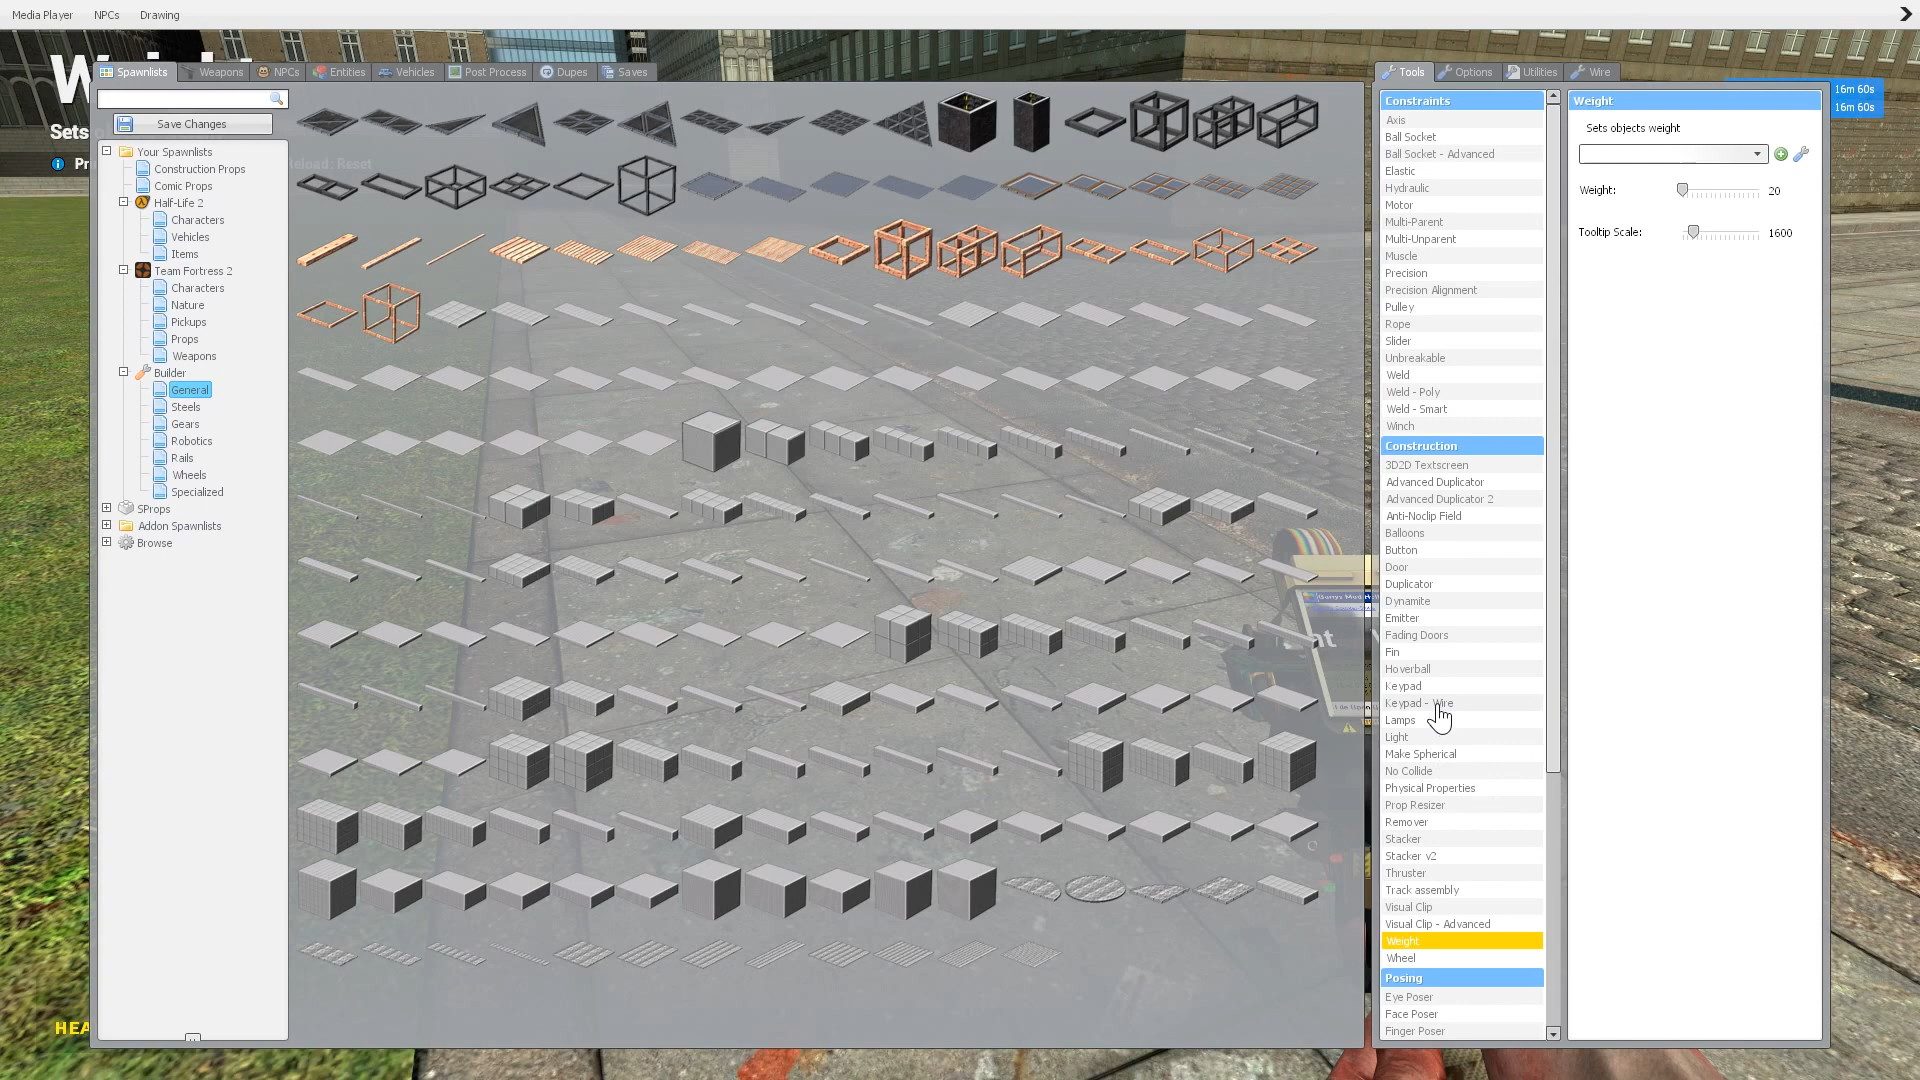 Media Player
NPCs
Drawing
W
Sets
Pr
eload: Reset
HEA
Spawnlists
Weapons
NPCs
Entities
Vehicles
Post Process
Dupes
Saves
Save Changes
Your Spawnlists
Construction Props
Comic Props
Half-Life 2
Characters
Vehicles
Items
Team Fortress 2
Characters
Nature
Pickups
Props
Weapons
Builder
General
Steels
Gears
Robotics
Rails
Wheels
Specialized
SProps
Addon Spawnlists
Browse
Tools
Options
Utilities
Wire
Constraints
Axis
Ball Socket
Ball Socket - Advanced
Elastic
Hydraulic
Motor
Multi-Parent
Multi-Unparent
Muscle
Precision
Precision Alignment
Pulley
Rope
Slider
Unbreakable
Weld
Weld - Poly
Weld - Smart
Winch
Construction
3D2D Textscreen
Advanced Duplicator
Advanced Duplicator 2
Anti-Noclip Field
Balloons
Button
Door
Duplicator
Dynamite
Emitter
Fading Doors
Fin
Hoverball
Keypad
Keypad - Wire
Lamps
Light
Make Spherical
No Collide
Physical Properties
Prop Resizer
Remover
Stacker
Stacker v2
Thruster
Track assembly
Visual Clip
Visual Clip - Advanced
Weight
Wheel
Posing
Eye Poser
Face Poser
Finger Poser
Weight
Sets objects weight
Weight: 20
Tooltip Scale: 1600
16m 60s
16m 60s